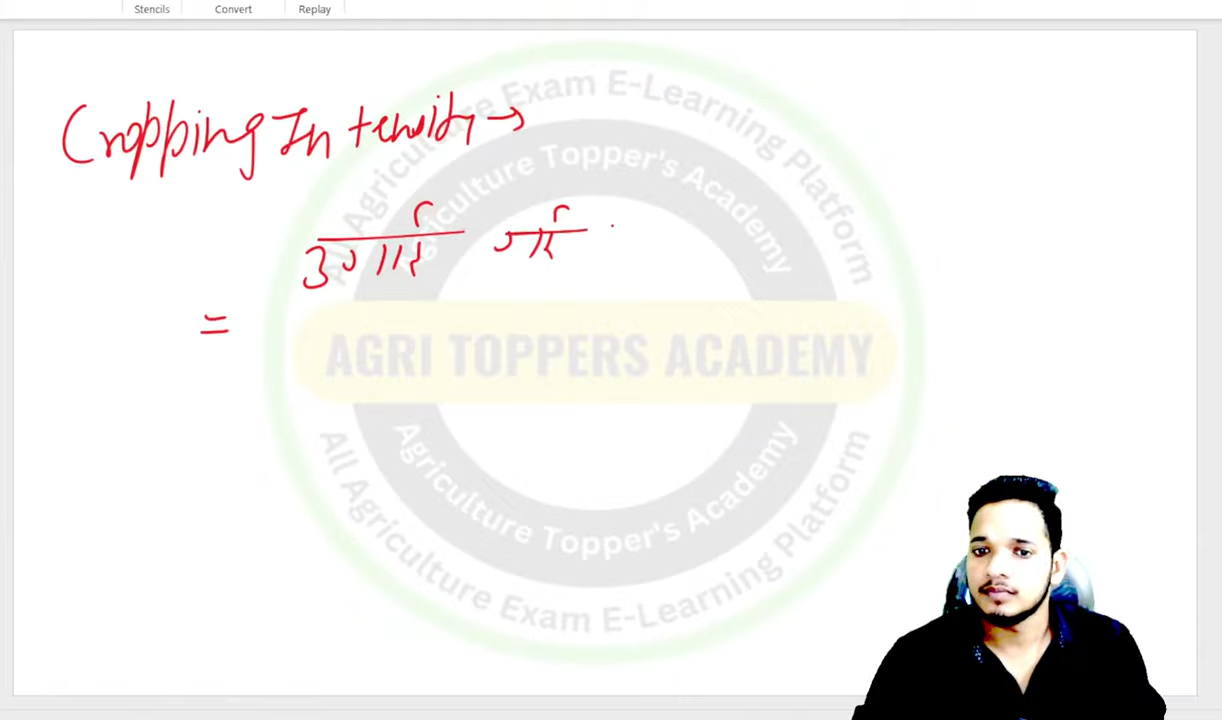 Stencils Convert Replay
Cropping Intensity →
=
All Agriculture Exam E-Learning Platform
Agriculture Topper's Academy
AGRI TOPPERS ACADEMY
Agriculture Topper's Academy
All Agriculture Exam E-Learning Platform